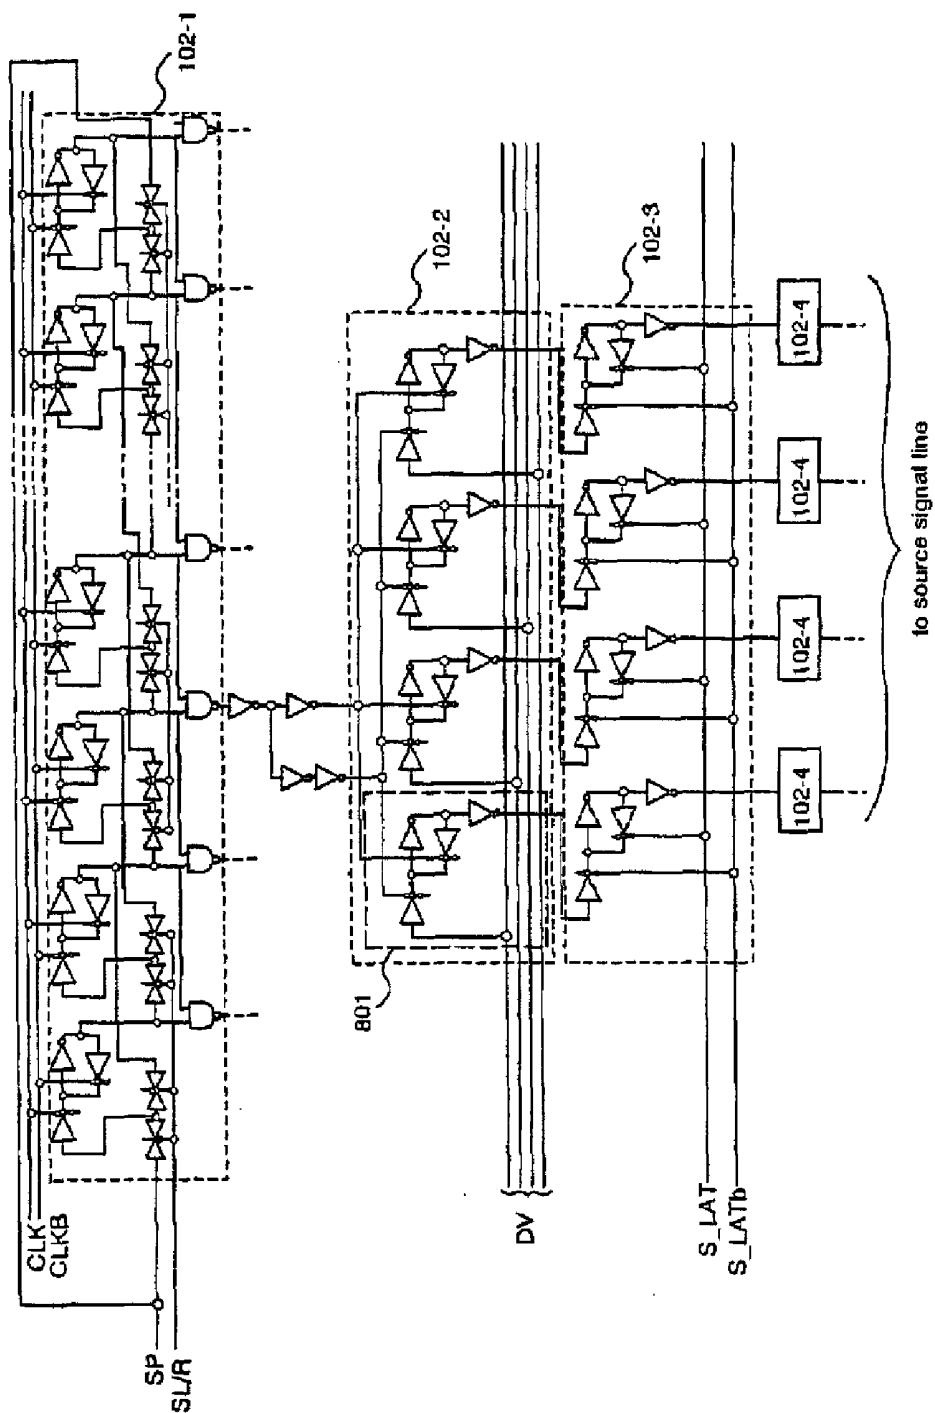 102-1
CLK
CLKB
SP
SL/R
102-2
801
DV
102-3
S_LAT
S_LATb
102-4
102-4
102-4
102-4
to source signal line